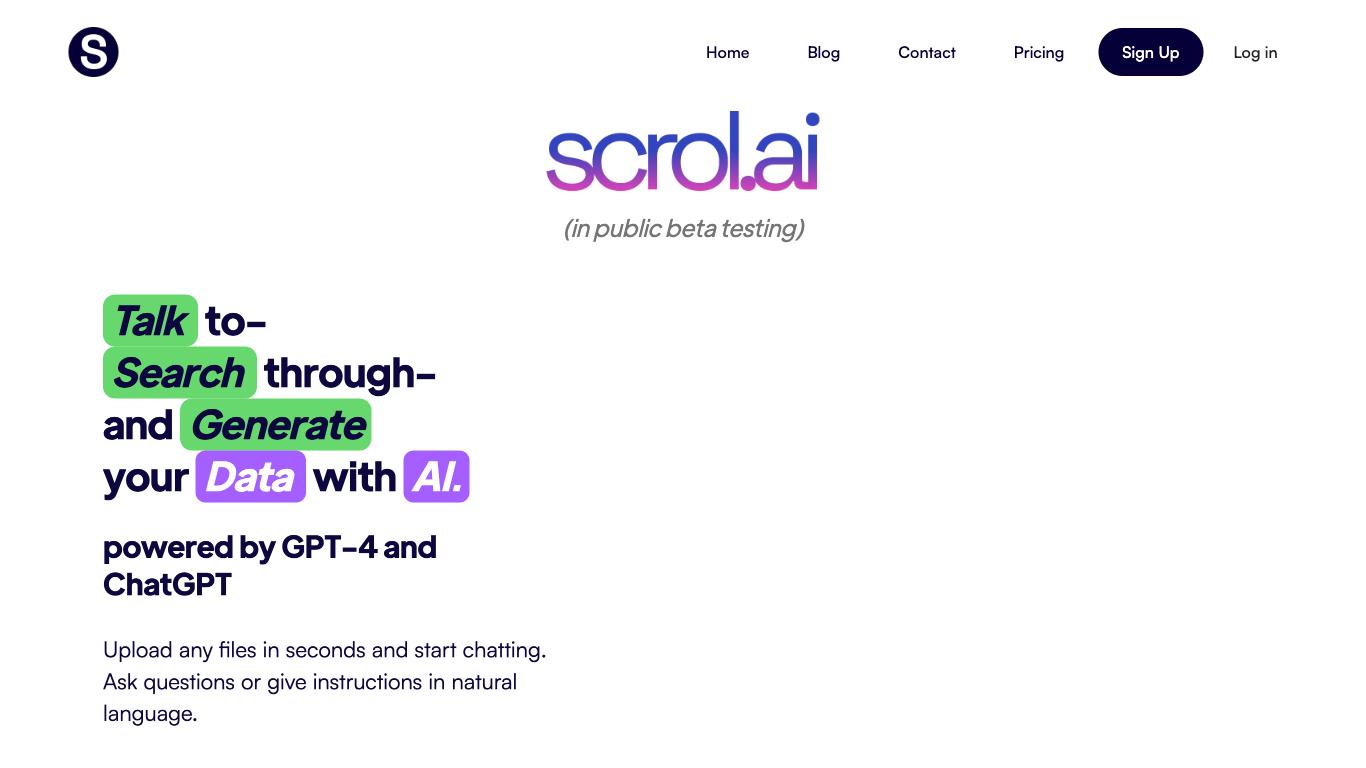 S
Home Blog Contact Pricing Sign Up Log in
scrol.ai
(in public beta testing)
Talk to-
Search through-
and Generate
your Data with AI.
powered by GPT-4 and
ChatGPT
Upload any files in seconds and start chatting.
Ask questions or give instructions in natural
language.